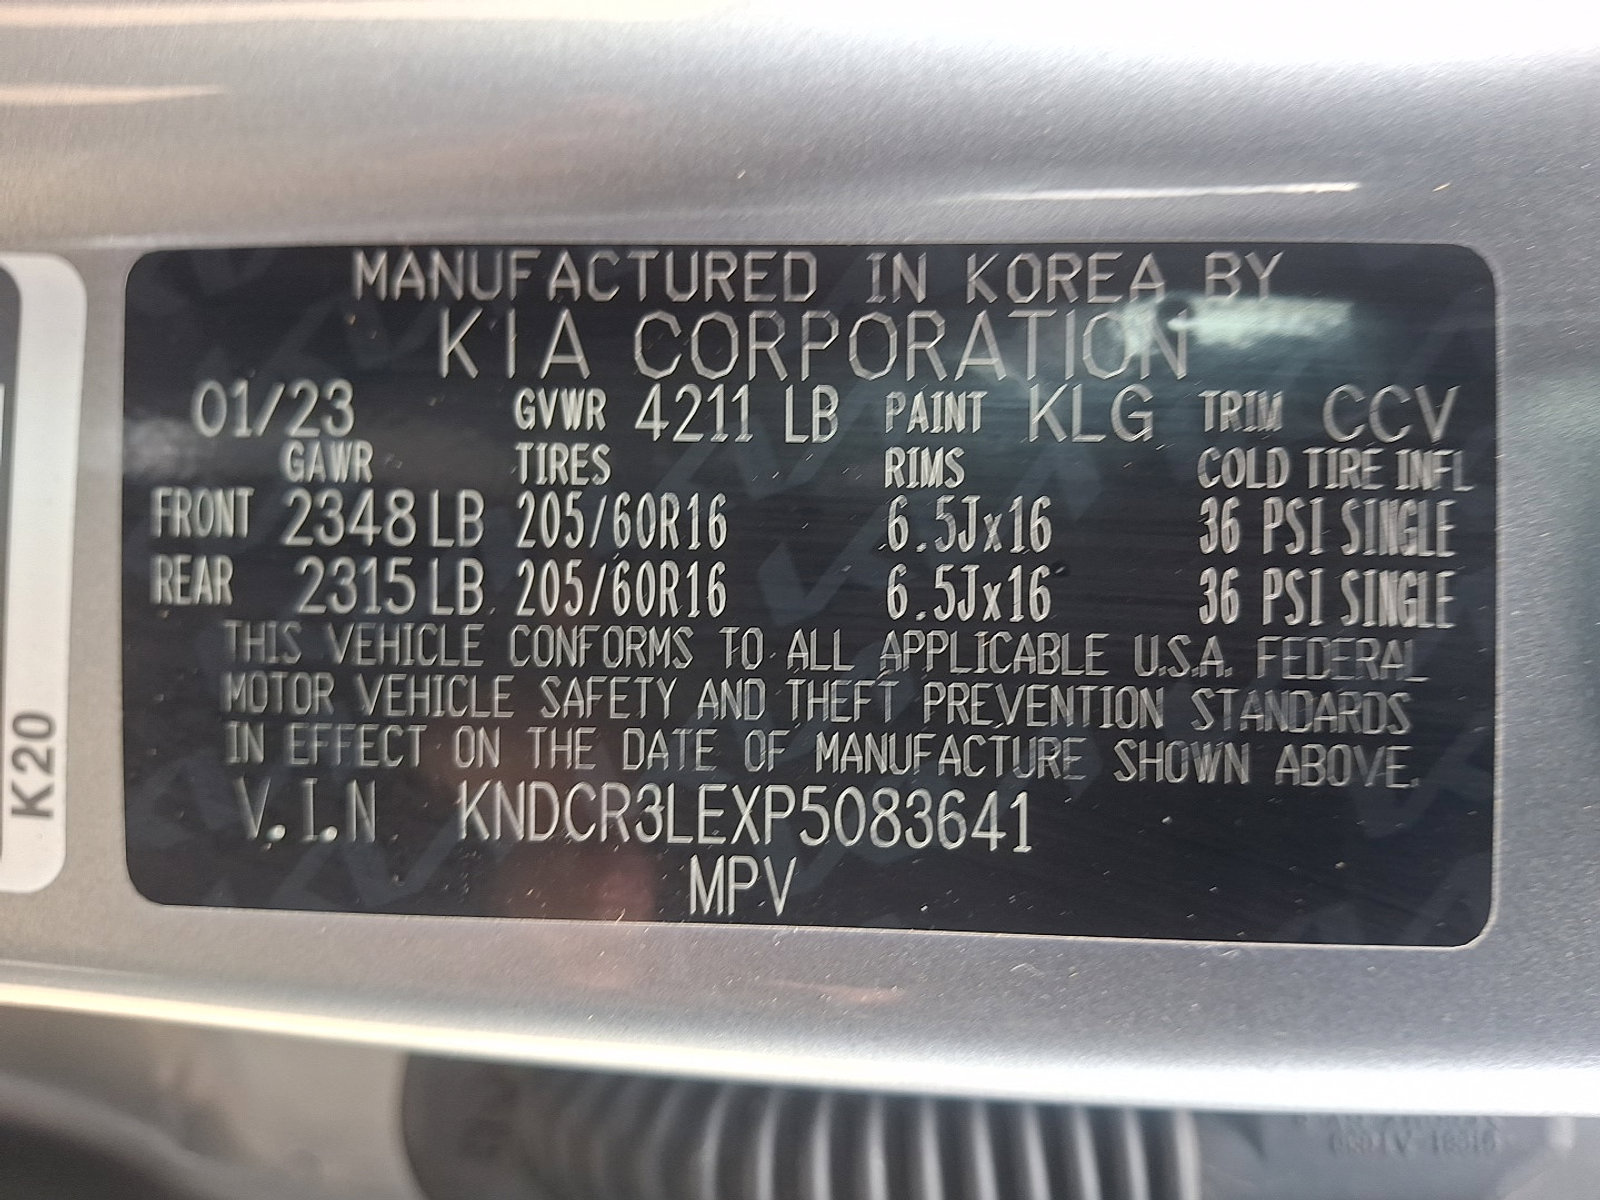 MANUFACTURED IN KOREA BY
KIA CORPORATION
01/23 GVWR 4211 LB PAINT KLG TRIM CCV
GAWR TIRES RIMS COLD TIRE INFL
FRONT 2348 LB 205/60R16 6.5Jx16 36 PSI SINGLE
REAR 2315 LB 205/60R16 6.5Jx16 36 PSI SINGLE
THIS VEHICLE CONFORMS TO ALL APPLICABLE U.S.A. FEDERAL
MOTOR VEHICLE SAFETY AND THEFT PREVENTION STANDARDS
IN EFFECT ON THE DATE OF MANUFACTURE SHOWN ABOVE.
V.I.N KNDCR3LEXP5083641
MPV
K20